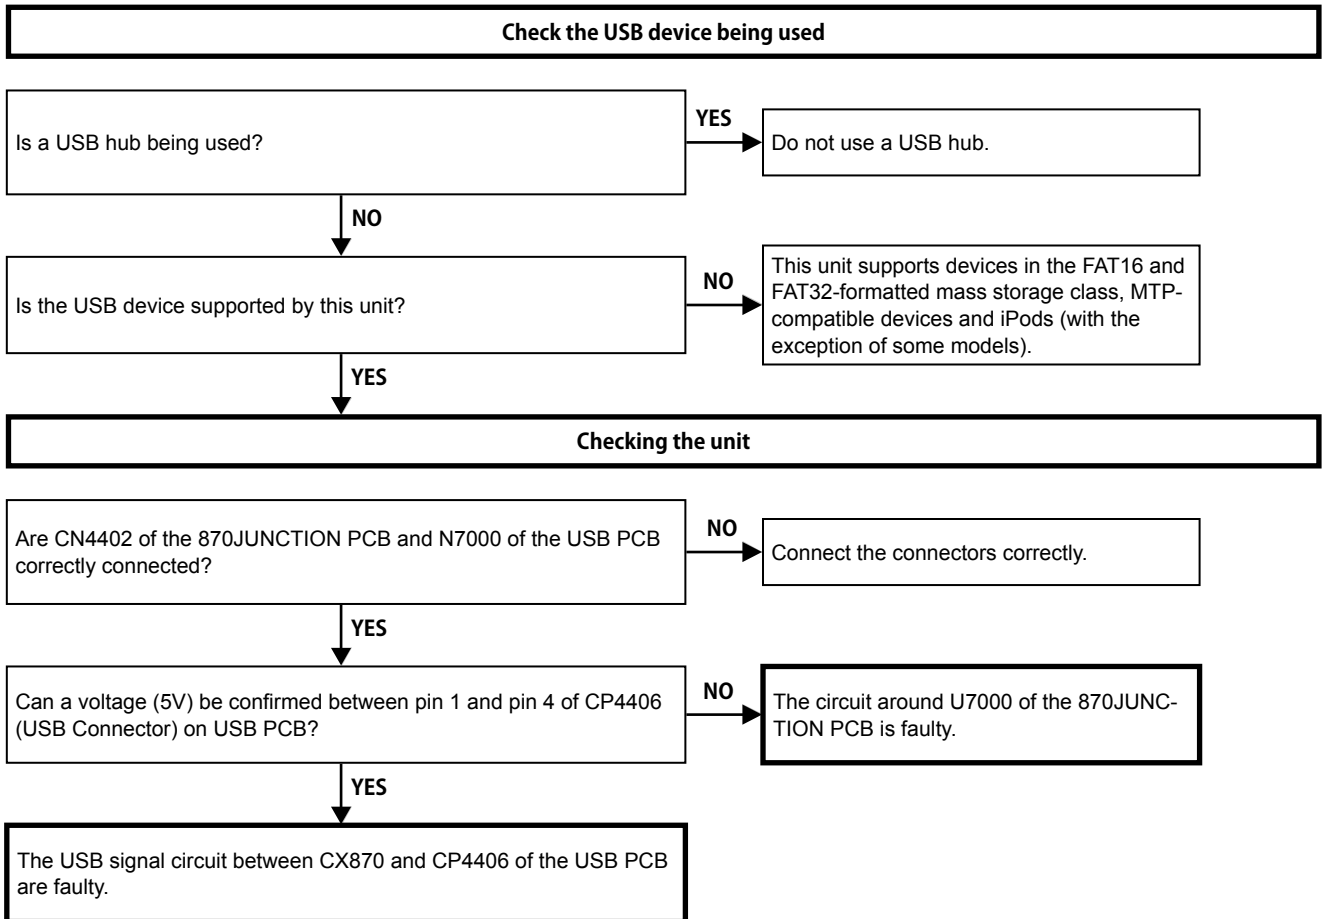 Check the USB device being used
Is a USB hub being used?
YES
Do not use a USB hub.
NO
Is the USB device supported by this unit?
NO
This unit supports devices in the FAT16 and
FAT32-formatted mass storage class, MTP-
compatible devices and iPods (with the
exception of some models).
YES
Checking the unit
Are CN4402 of the 870JUNCTION PCB and N7000 of the USB PCB
correctly connected?
NO
Connect the connectors correctly.
YES
Can a voltage (5V) be confirmed between pin 1 and pin 4 of CP4406
(USB Connector) on USB PCB?
NO
The circuit around U7000 of the 870JUNC-
TION PCB is faulty.
YES
The USB signal circuit between CX870 and CP4406 of the USB PCB
are faulty.